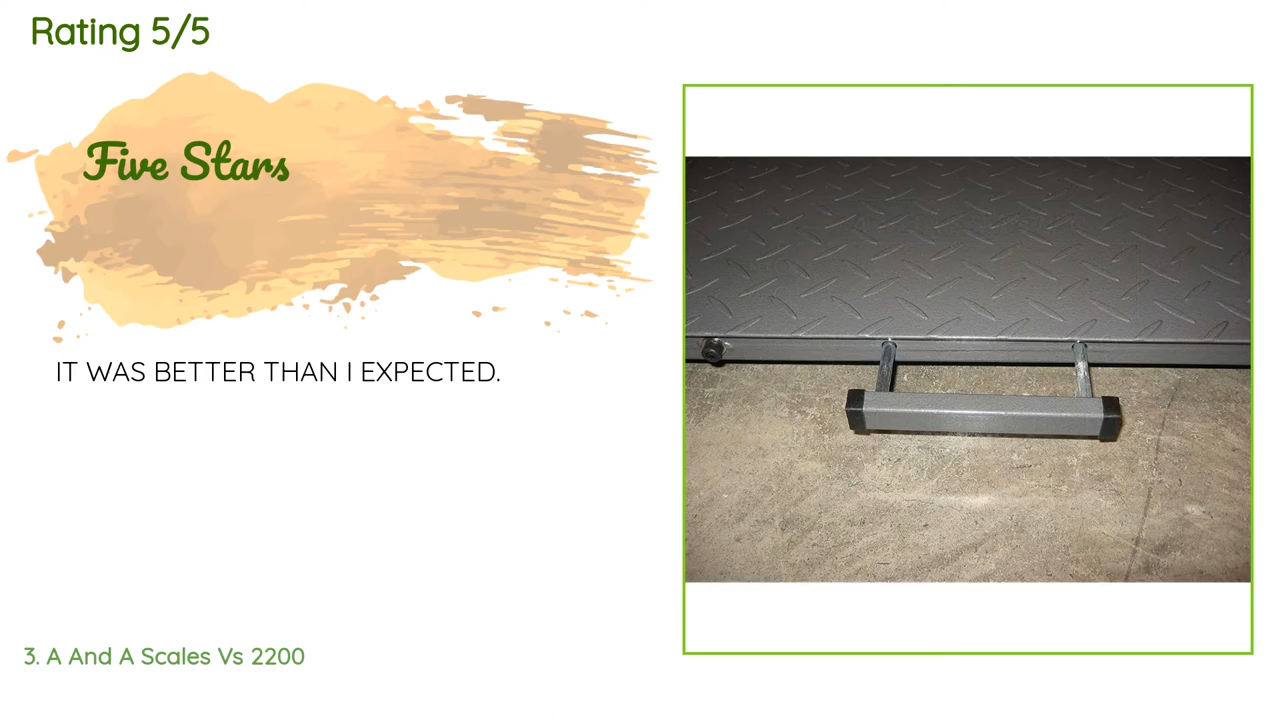 Rating 5/5
Five Stars
IT WAS BETTER THAN I EXPECTED.
3. A And A Scales Vs 2200